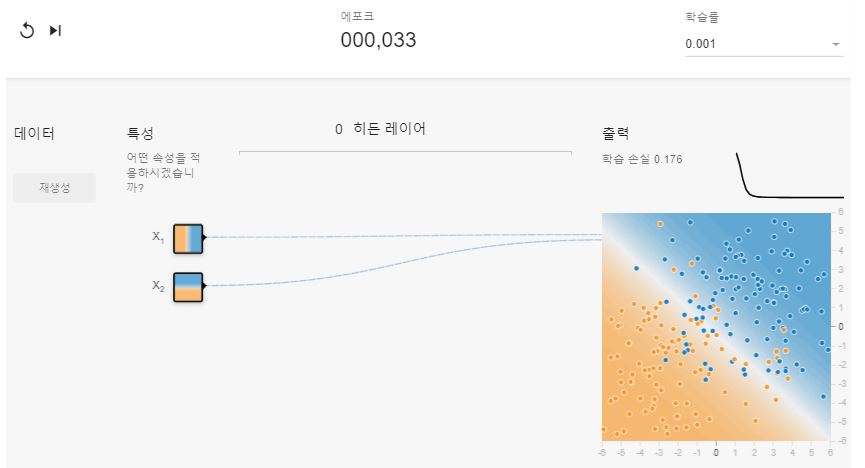 에포크
000,033
학습률
0.001
데이터
재생성
특성
어떤 속성을 적
용하시겠습니
까?
0 히든 레이어
출력
학습 손실 0.176
X1
X2
6
5
4
3
2
1
0
-1
-2
-3
-4
-5
-6
-6 -5 -4 -3 -2 -1 0 1 2 3 4 5 6